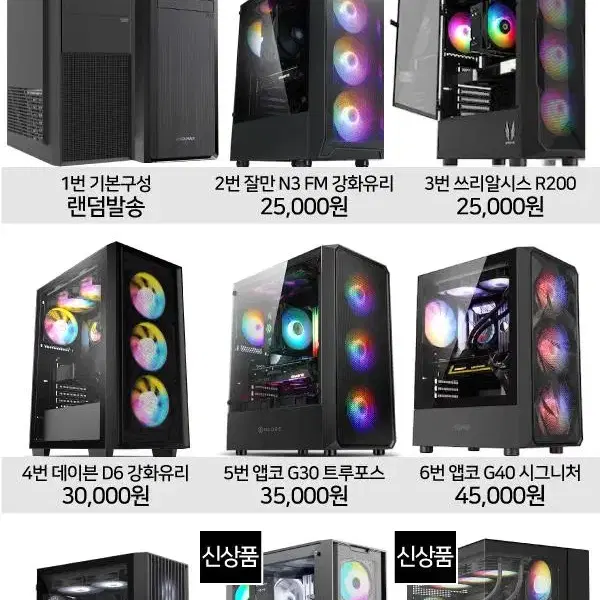 1번 기본구성
랜덤발송
2번 잘만 N3 FM 강화유리
25,000원
3번 쓰리알시스 R200
25,000원
4번 데이븐 D6 강화유리
30,000원
5번 앱코 G30 트루포스
35,000원
6번 앱코 G40 시그니처
45,000원
신상품
신상품